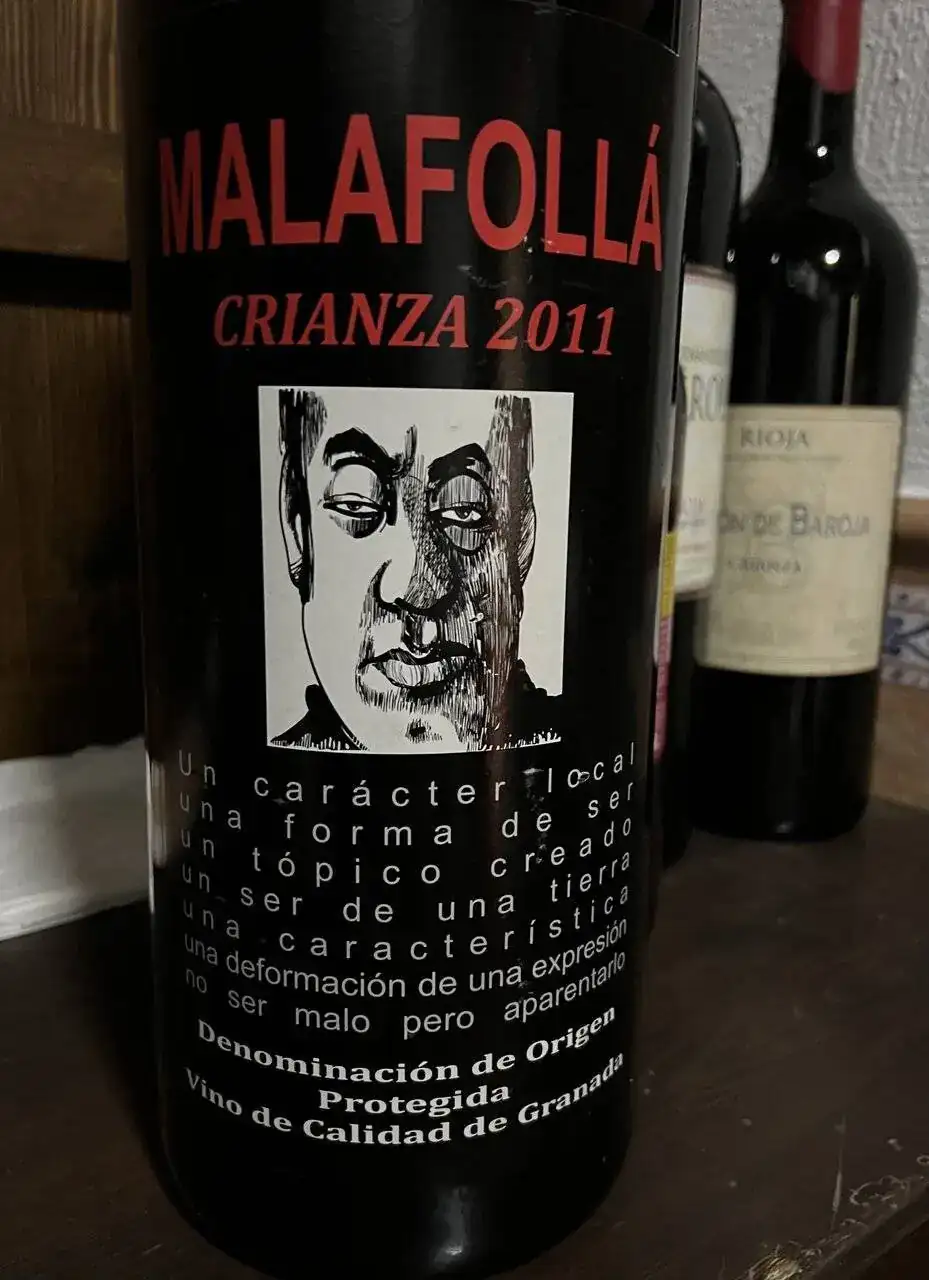 MALAFOLLÁ
CRIANZA 2011
Un carácter local
una forma de ser
un tópico creado
un ser de una tierra
una característica
una deformación de una expresión
no ser malo pero aparentarlo
Denominación de Origen
Protegida
Vino de Calidad de Granada
RIOJA
DE BAROJA
CRIANZA